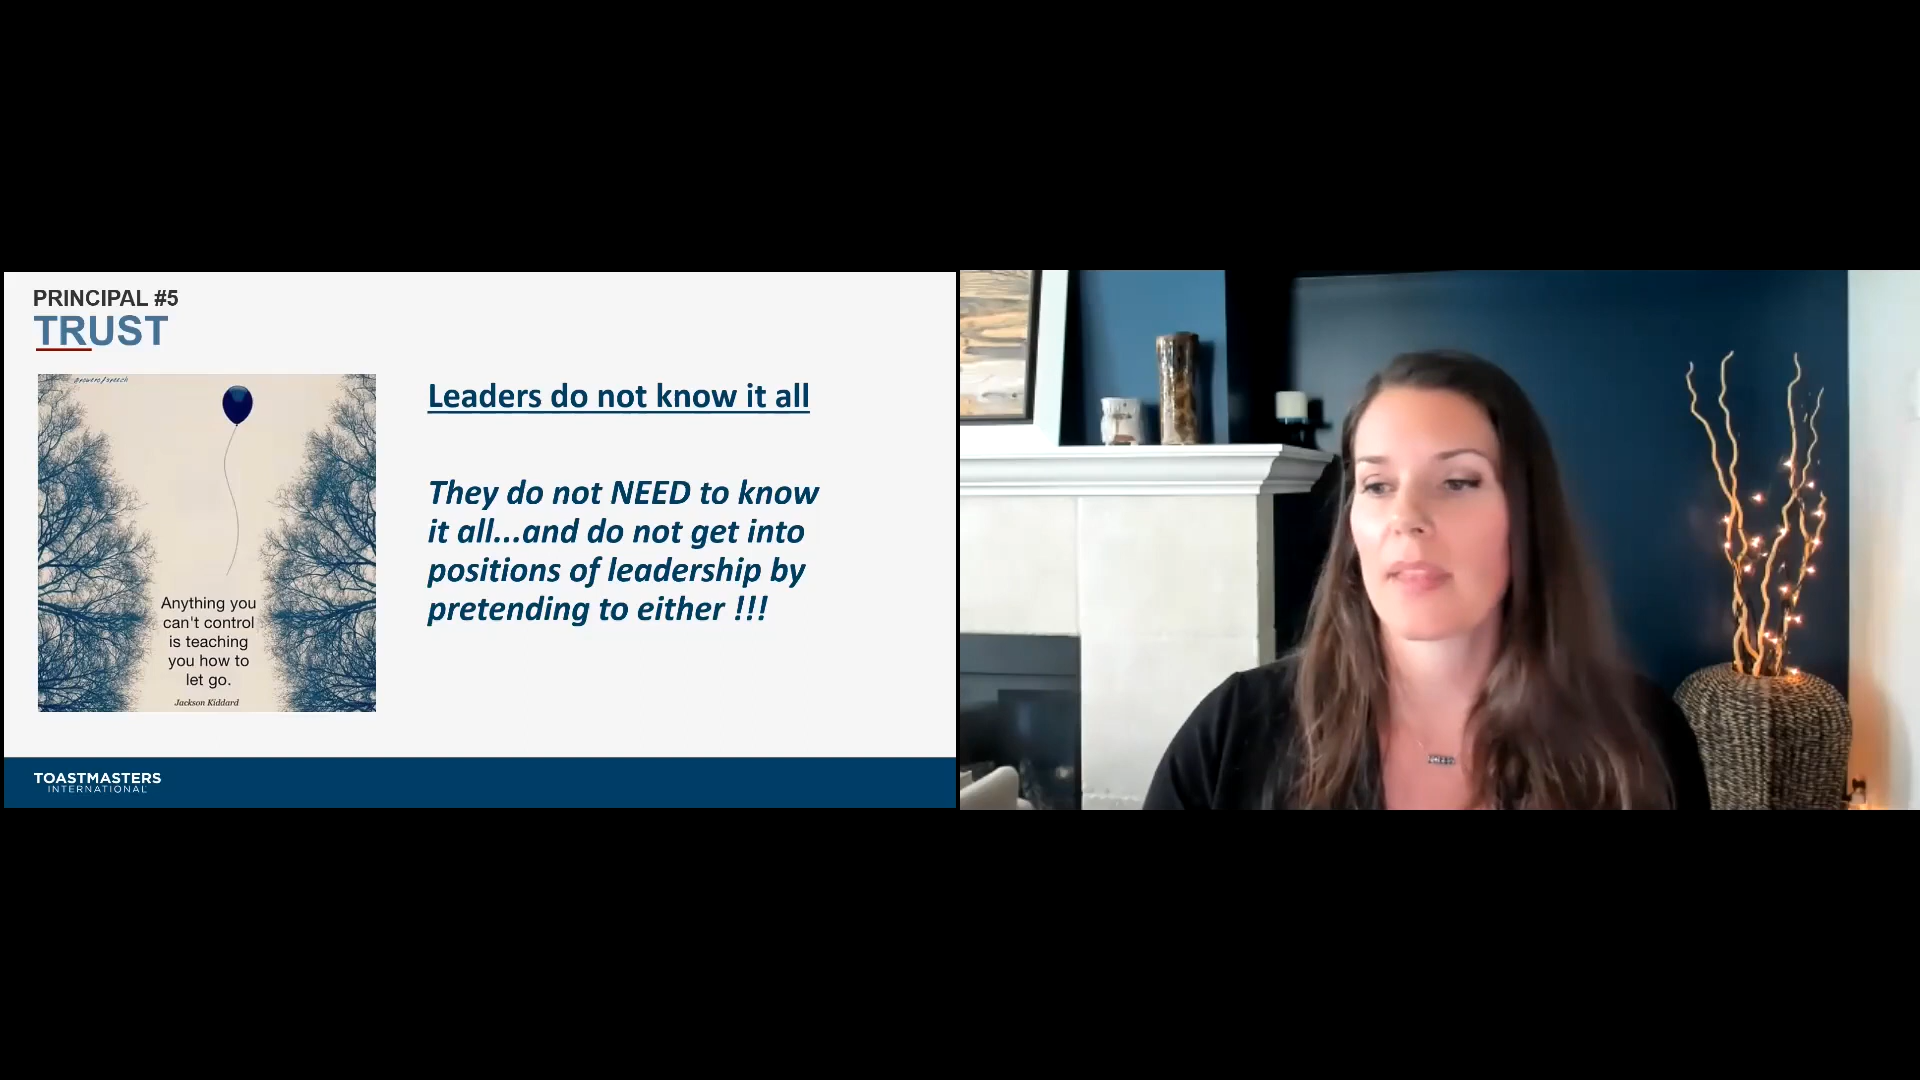 PRINCIPAL #5
TRUST
Leaders do not know it all
They do not NEED to know
it all...and do not get into
positions of leadership by
pretending to either !!!
Anything you
can't control
is teaching
you how to
let go.
Jackson Kiddard
TOASTMASTERS
INTERNATIONAL